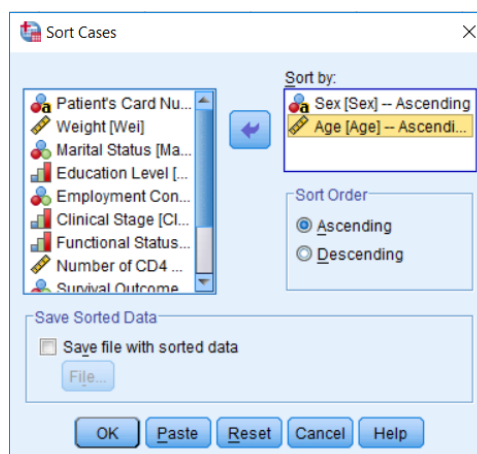 Sort Cases
Sort by:
Patient's Card Nu...
Weight [Wei]
Marital Status [Ma...
Education Level [...
Employment Con...
Clinical Stage [Cl...
Functional Status...
Number of CD4 ...
Survival Outcome
Sex [Sex] -- Ascending
Age [Age] -- Ascendi...
Sort Order
Ascending
Descending
Save Sorted Data
Save file with sorted data
File...
OK Paste Reset Cancel Help